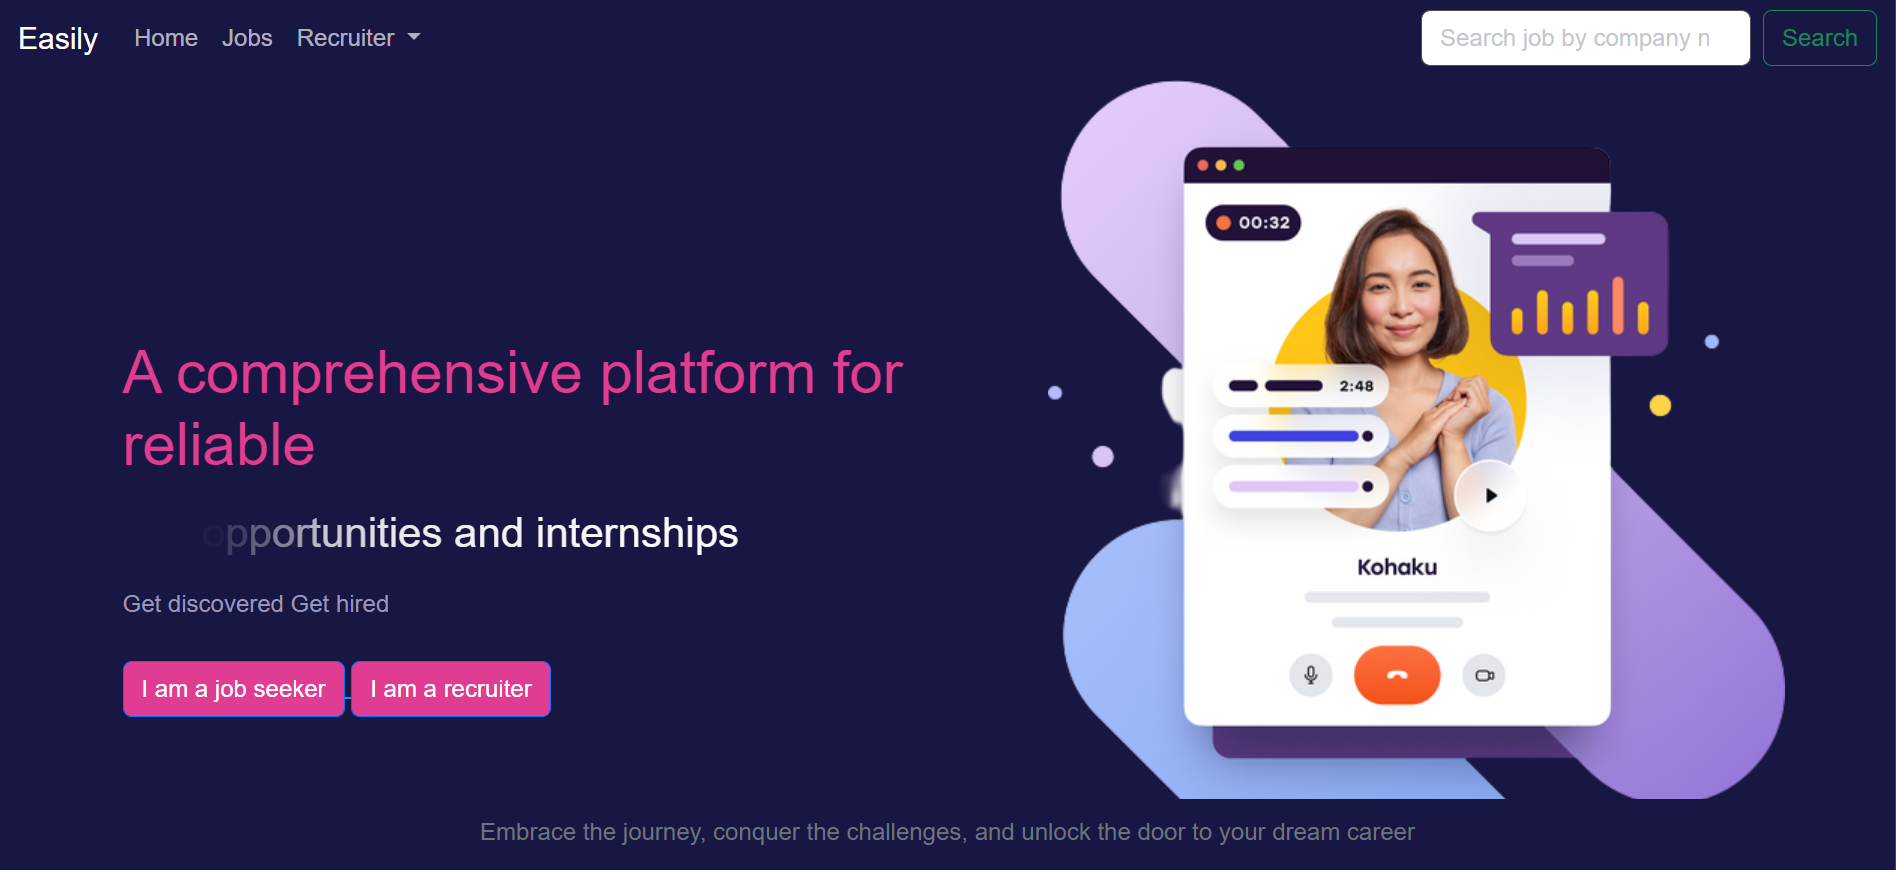 Easily Home Jobs Recruiter Search job by company n Search
00:32
2:48
A comprehensive platform for
reliable
opportunities and internships
Kohaku
Get discovered Get hired
I am a job seeker I am a recruiter
Embrace the journey, conquer the challenges, and unlock the door to your dream career